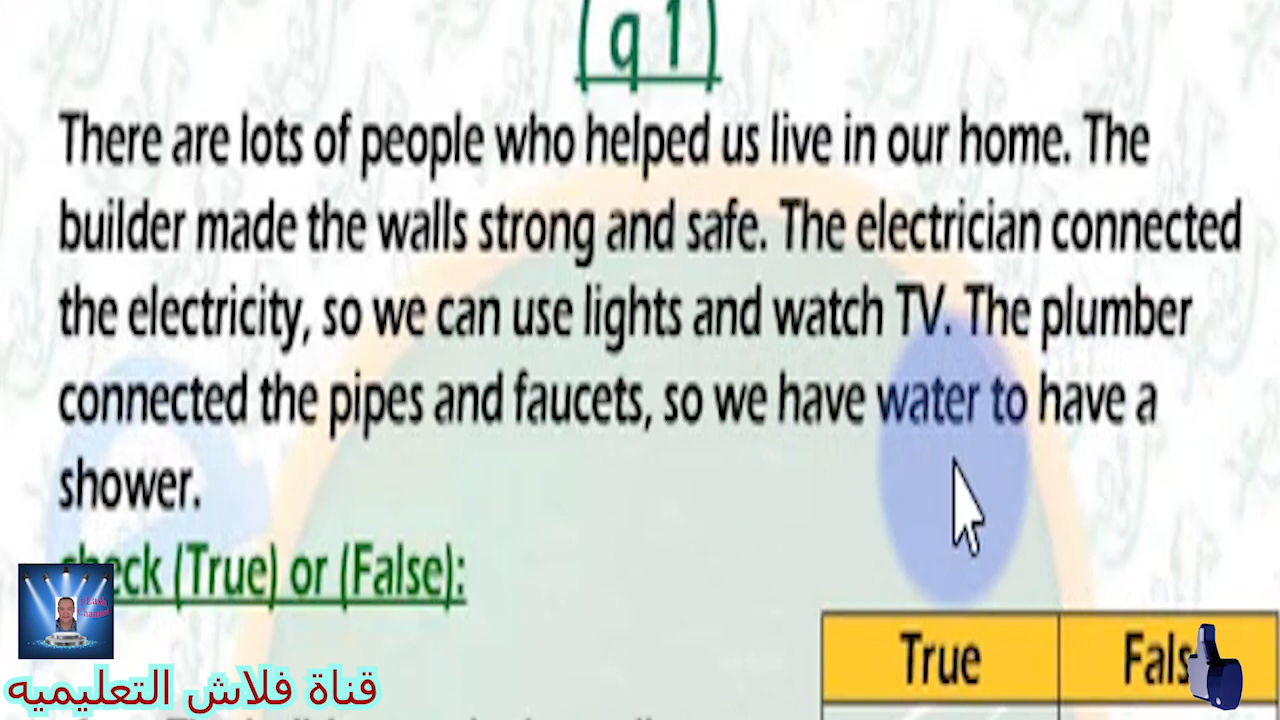 ( q 1 )
There are lots of people who helped us live in our home. The
builder made the walls strong and safe. The electrician connected
the electricity, so we can use lights and watch TV. The plumber
connected the pipes and faucets, so we have water to have a
shower.
check (True) or (False):
True Fals
قناة فلاش التعليميه